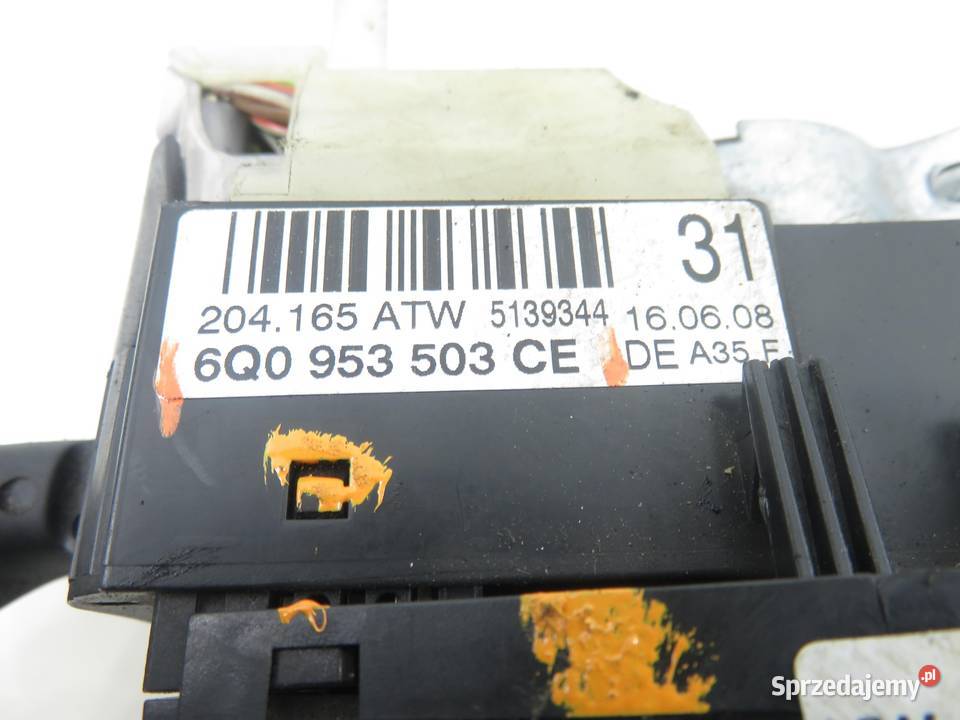 31
204.165 ATW 5139344 16.06.08
6Q0 953 503 CE DE A35 F
Sprzedajemy.pl